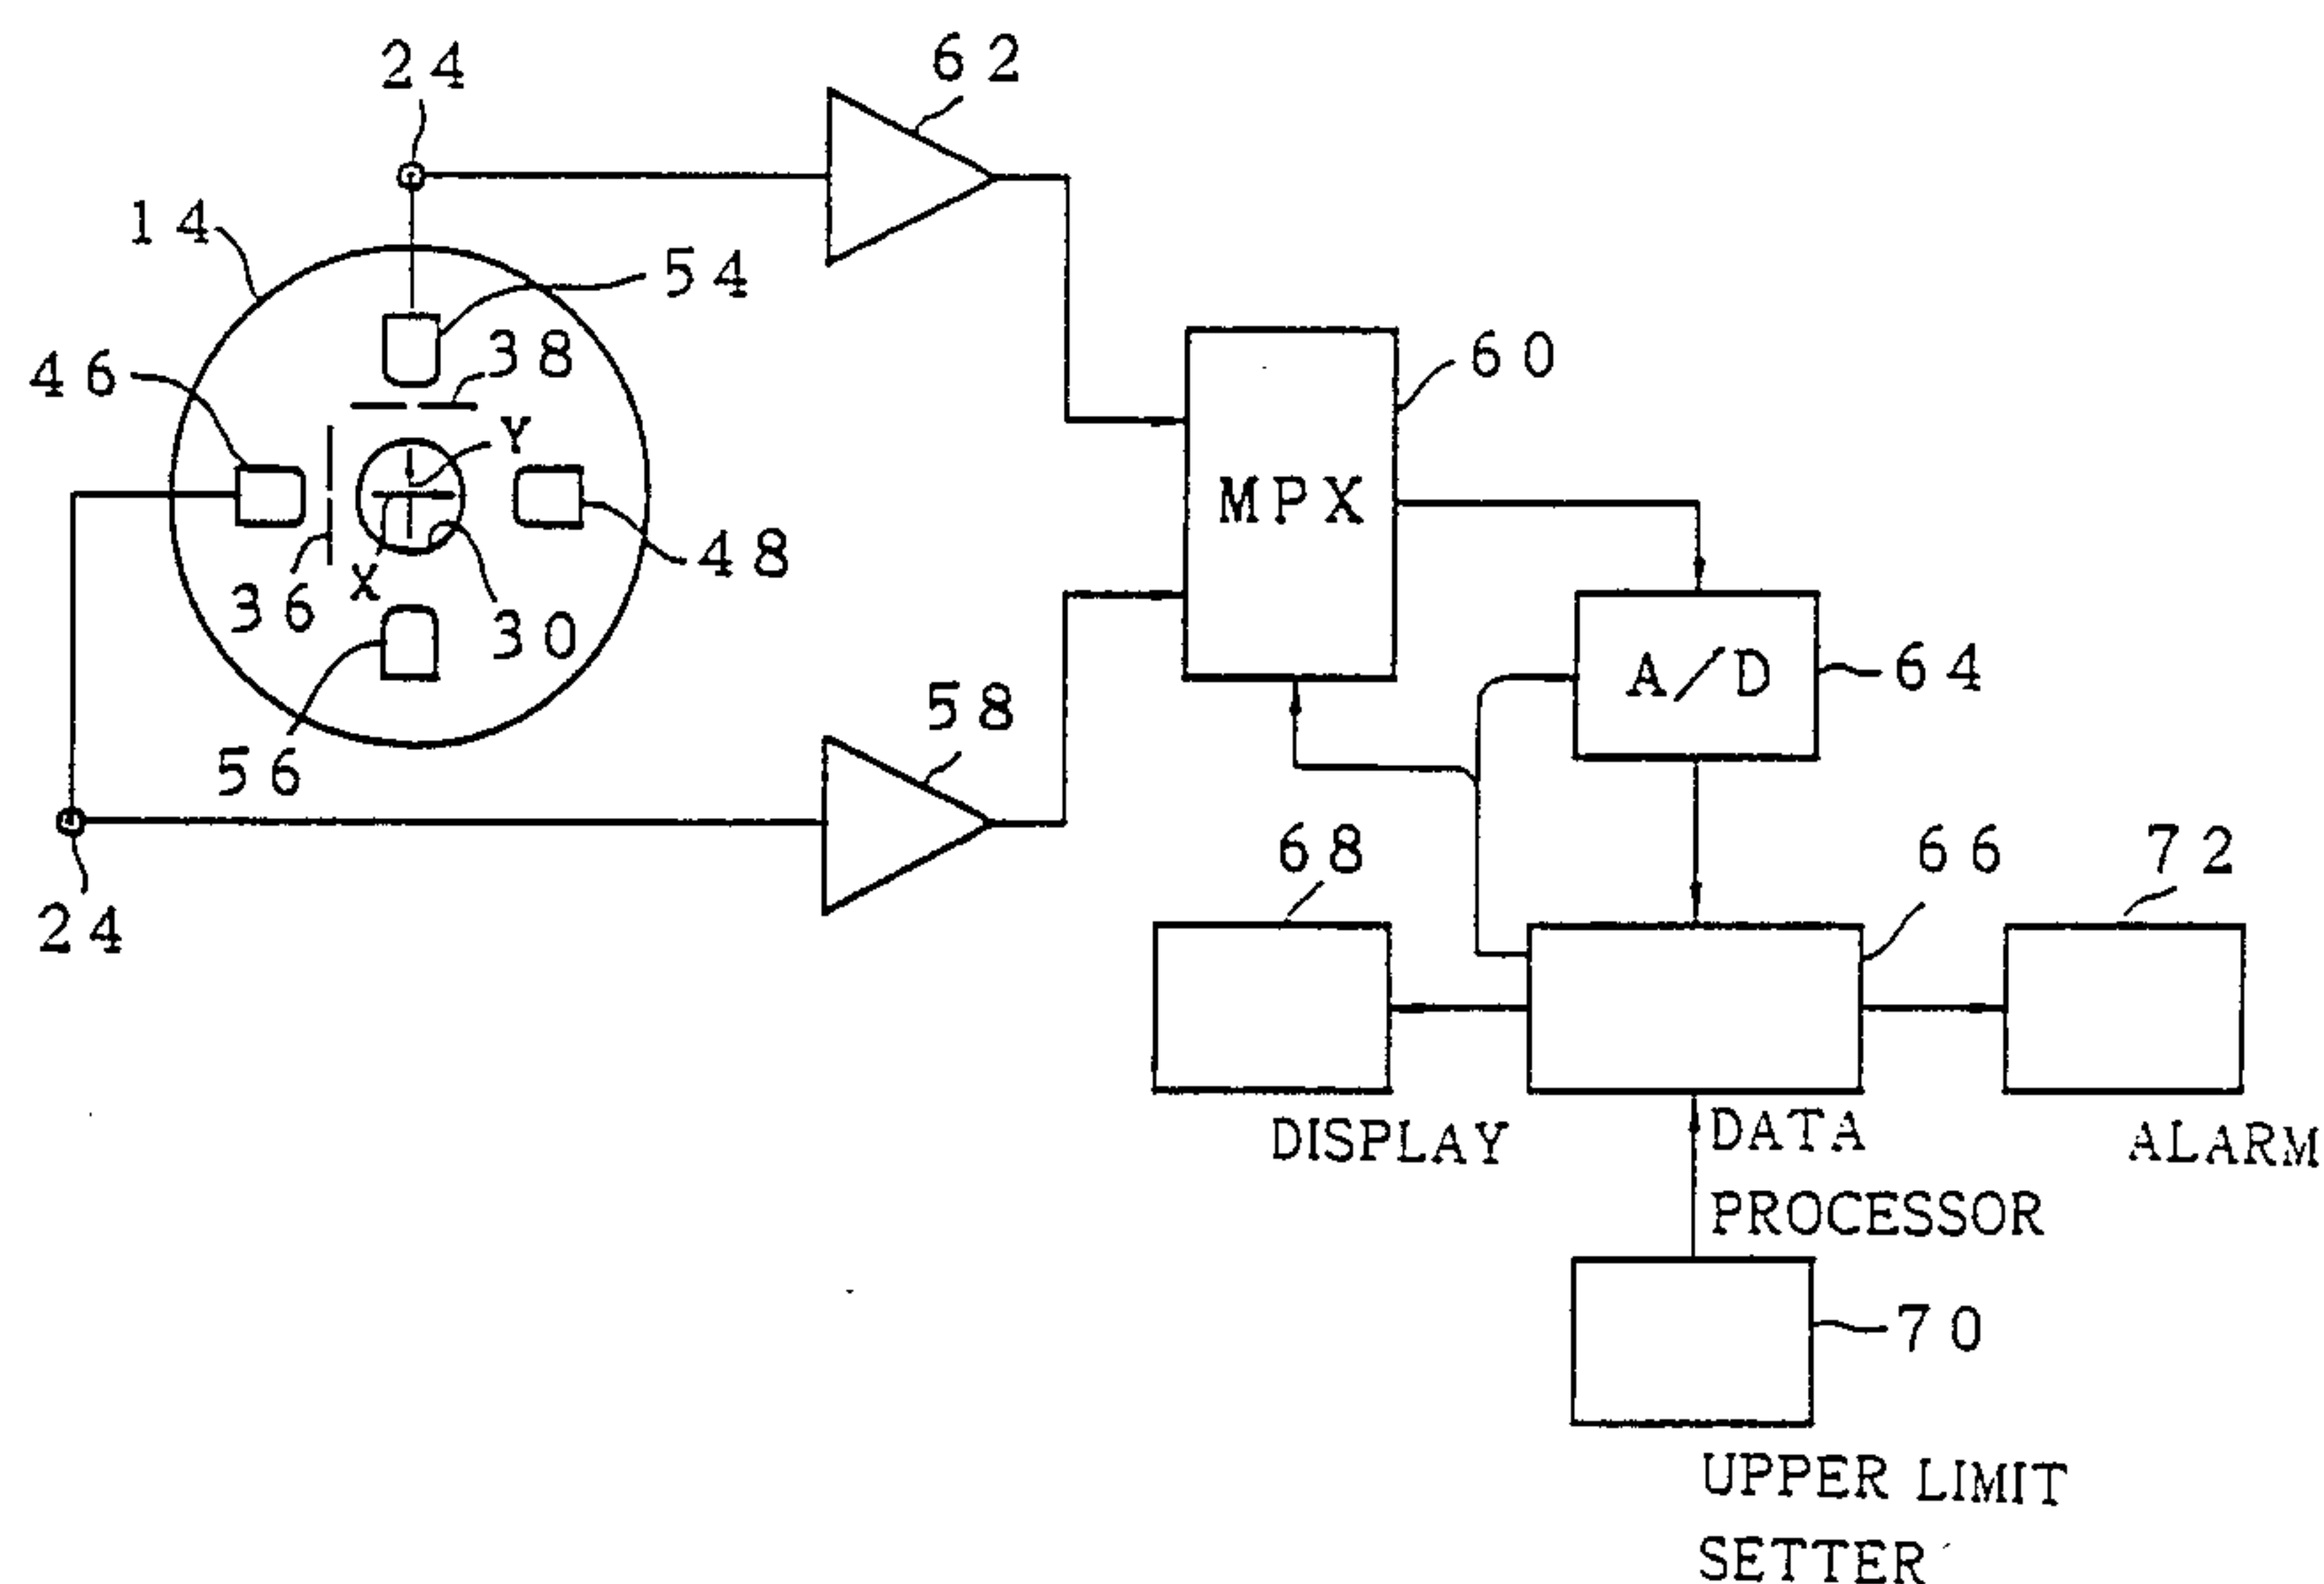 24
62
14
54
38
46
Y
60
MPX
48
36
X
30
A/D
64
58
56
68
66
72
24
DISPLAY
DATA
PROCESSOR
ALARM
70
UPPER LIMIT
SETTER